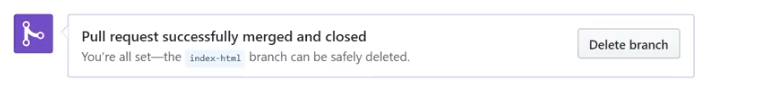 Pull request successfully merged and closed
You're all set—the index-html branch can be safely deleted.
Delete branch